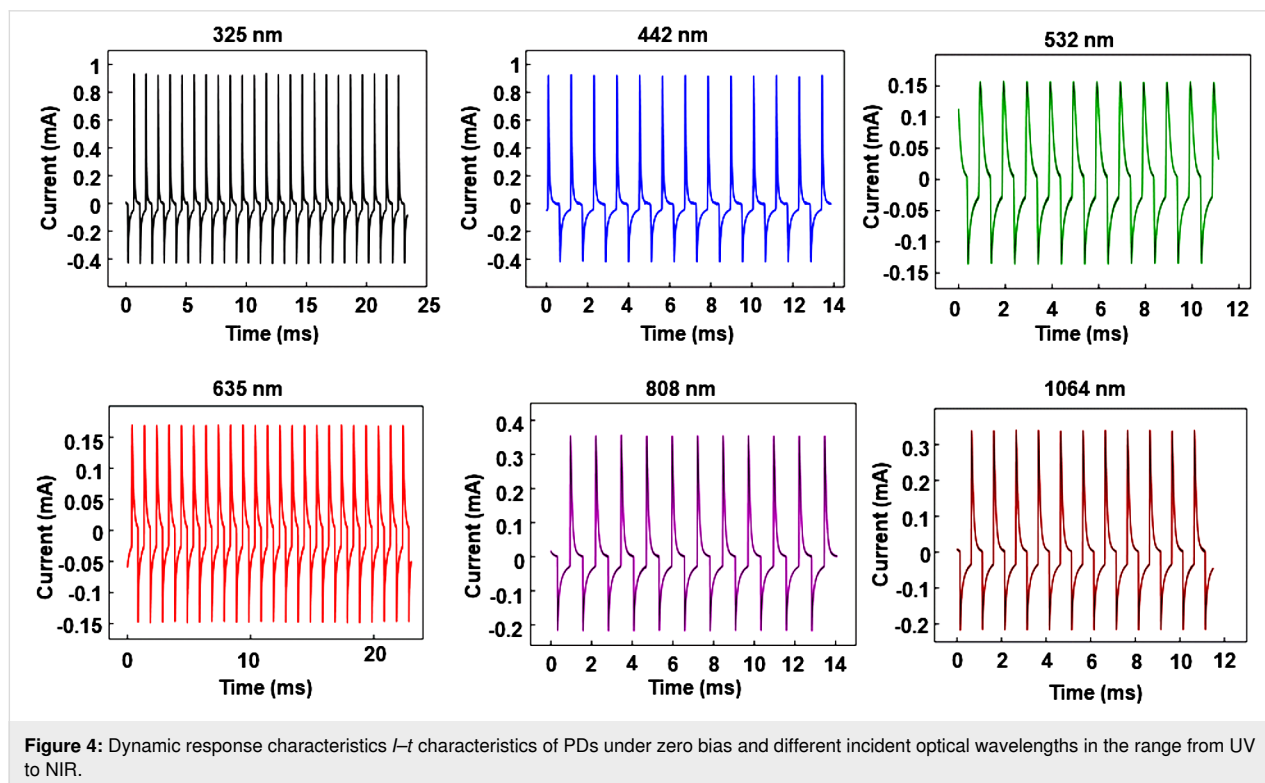 325 nm
Current (mA)
1
0.8
0.6
0.4
0.2
0
-0.2
-0.4
0 5 10 15 20 25
Time (ms)
442 nm
Current (mA)
1
0.8
0.6
0.4
0.2
0
-0.2
-0.4
0 2 4 6 8 10 12 14
Time (ms)
532 nm
Current (mA)
0.15
0.1
0.05
0
-0.05
-0.1
-0.15
0 2 4 6 8 10 12
Time (ms)
635 nm
Current (mA)
0.15
0.1
0.05
0
-0.05
-0.1
-0.15
0 10 20
Time (ms)
808 nm
Current (mA)
0.4
0.3
0.2
0.1
0
-0.1
-0.2
0 2 4 6 8 10 12 14
Time (ms)
1064 nm
Current (mA)
0.3
0.2
0.1
0
-0.1
-0.2
0 2 4 6 8 10 12
Time (ms)
Figure 4: Dynamic response characteristics I–t characteristics of PDs under zero bias and different incident optical wavelengths in the range from UV
to NIR.